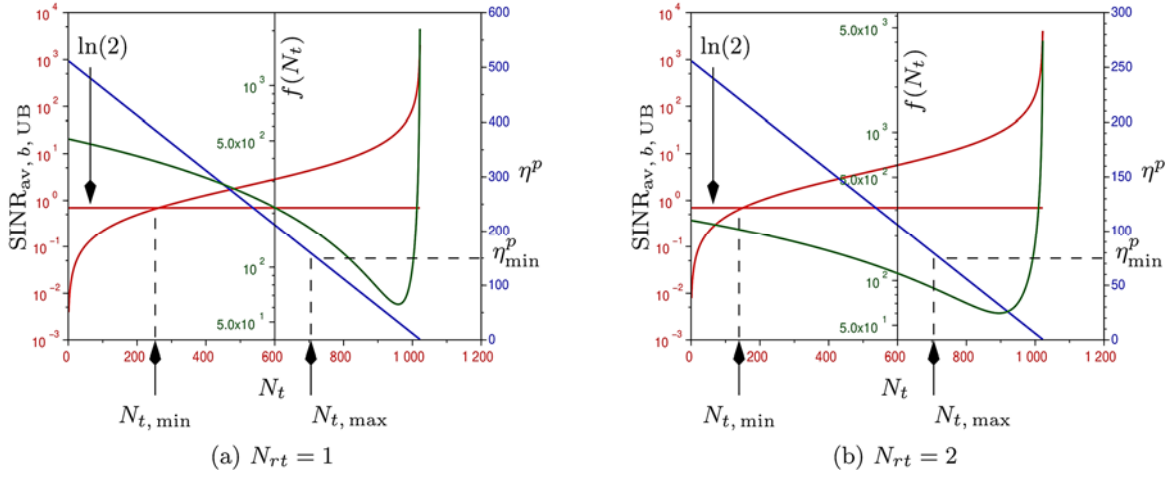 10^4
10^3
10^2
10^1
10^0
10^-1
10^-2
10^-3
SINR_av, b, UB
ln(2)
10^3
5.0x10^2
10^2
5.0x10^1
f(N_t)
600
500
400
300
200
150
100
50
0
η^p
η^p_min
0 200 400 600 800 1 000 1 200
N_t
N_t, min
N_t, max
(a) N_rt = 1
10^4
10^3
10^2
10^1
10^0
10^-1
10^-2
10^-3
SINR_av, b, UB
ln(2)
5.0x10^3
10^3
5.0x10^2
10^2
5.0x10^1
f(N_t)
300
250
200
150
100
50
0
η^p
η^p_min
0 200 400 600 800 1 000 1 200
N_t
N_t, min
N_t, max
(b) N_rt = 2